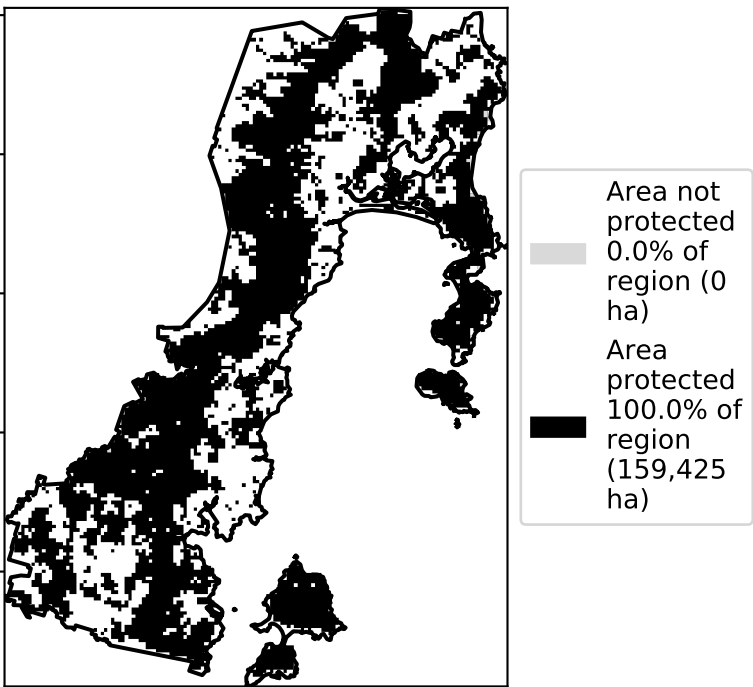 Area not
protected
0.0% of
region (0
ha)
Area
protected
100.0% of
region
(159,425
ha)